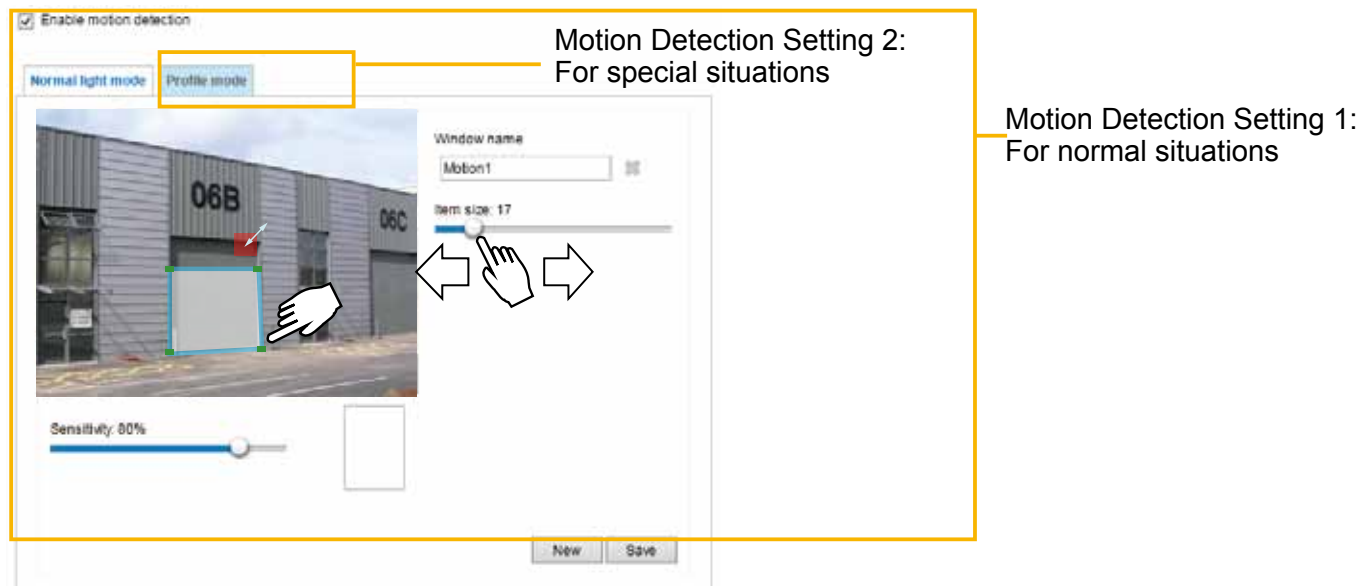 Enable motion detection
Motion Detection Setting 2:
For special situations
Normal light mode
Profile mode
Motion Detection Setting 1:
For normal situations
Window name
Motion1
06B
06C
Item size: 17
Sensitivity: 80%
New
Save